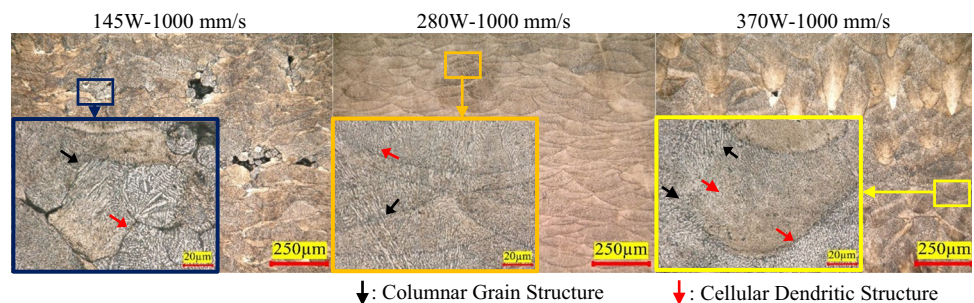 145W-1000 mm/s
280W-1000 mm/s
370W-1000 mm/s
20μm
250μm
20μm
250μm
20μm
250μm
: Columnar Grain Structure
: Cellular Dendritic Structure